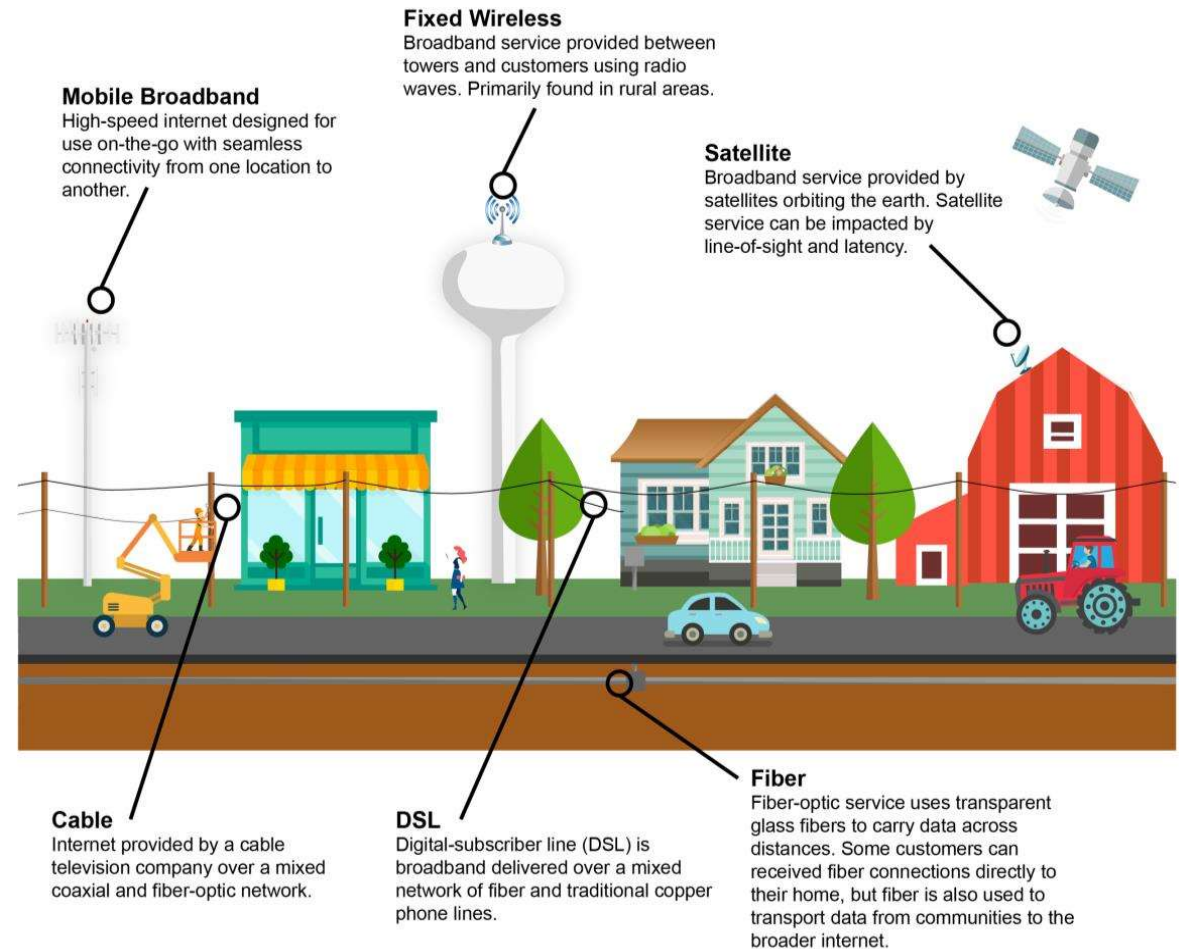 Fixed Wireless
Broadband service provided between
towers and customers using radio
waves. Primarily found in rural areas.
Mobile Broadband
High-speed internet designed for
use on-the-go with seamless
connectivity from one location to
another.
Satellite
Broadband service provided by
satellites orbiting the earth. Satellite
service can be impacted by
line-of-sight and latency.
Cable
Internet provided by a cable
television company over a mixed
coaxial and fiber-optic network.
DSL
Digital-subscriber line (DSL) is
broadband delivered over a mixed
network of fiber and traditional copper
phone lines.
Fiber
Fiber-optic service uses transparent
glass fibers to carry data across
distances. Some customers can
received fiber connections directly to
their home, but fiber is also used to
transport data from communities to the
broader internet.